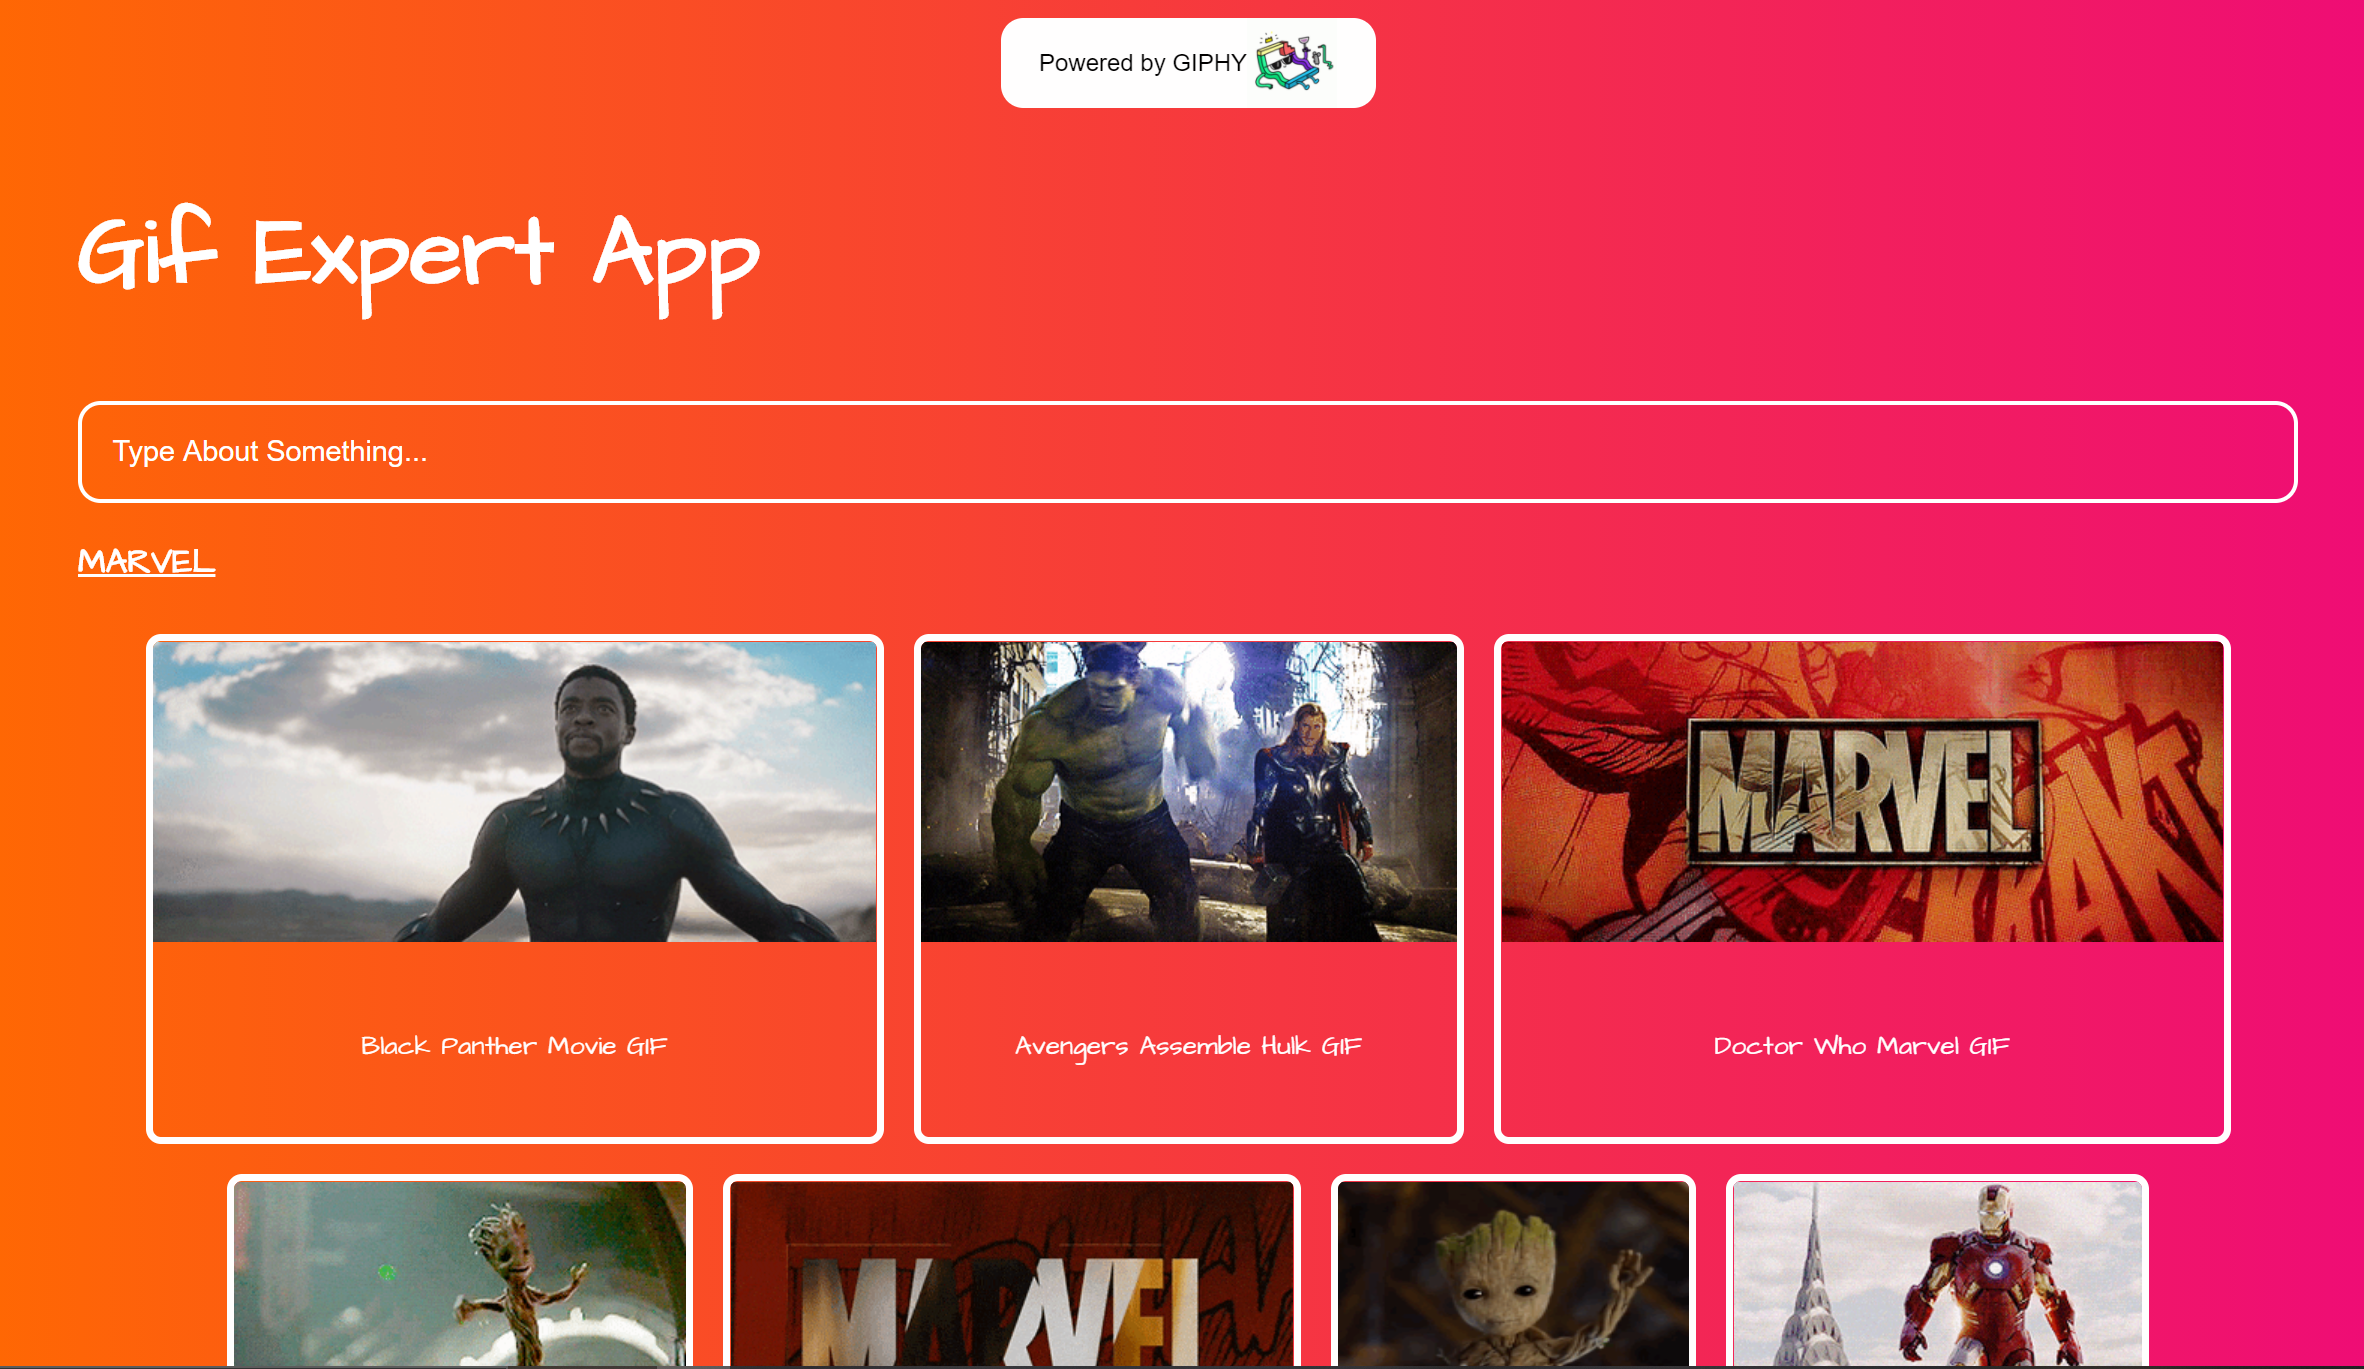 Powered by GIPHY
Gif Expert App
Type About Something...
MARVEL
MARVEL
Black Panther Movie GIF
Avengers Assemble Hulk GIF
Doctor Who Marvel GIF
MARVEL